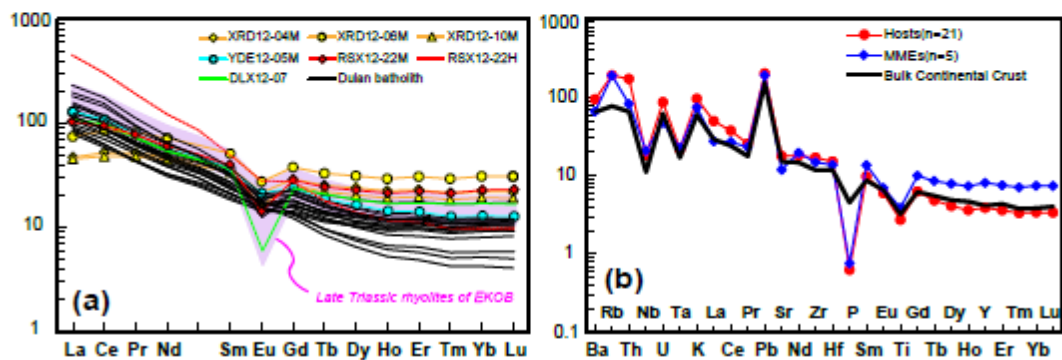 1000
100
10
1
XRD12-04M XRD12-06M XRD12-10M
YDE12-05M RSX12-22M RSX12-22H
DLX12-07 Dulan batholith
(a)
Late Triassic rhyolites of EKOB
La Ce Pr Nd Sm Eu Gd Tb Dy Ho Er Tm Yb Lu
1000
100
10
1
0.1
Hosts(n=21)
MMEs(n=5)
Bulk Continental Crust
(b)
Rb Nb Ta La Pr Sr Zr P Eu Gd Dy Y Tm Lu
Ba Th U K Ce Pb Nd Hf Sm Ti Tb Ho Er Yb